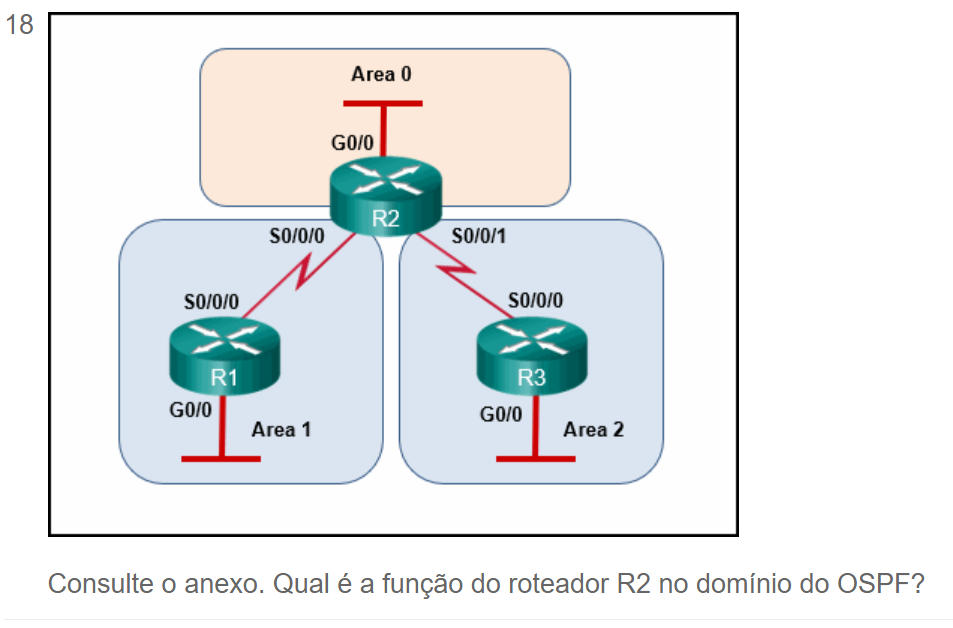 18
Area 0
G0/0
R2
S0/0/0
S0/0/1
S0/0/0
S0/0/0
R1
R3
G0/0
G0/0
Area 1
Area 2
Consulte o anexo. Qual é a função do roteador R2 no domínio do OSPF?